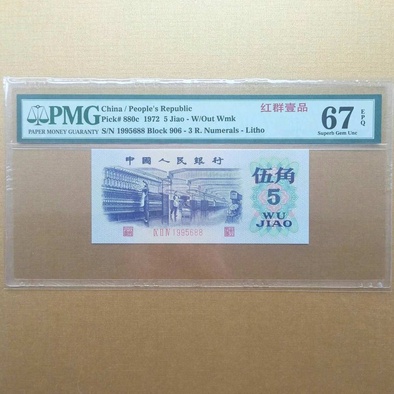 PMG
PAPER MONEY GUARANTY
China / People's Republic
Pick# 880c 1972 5 Jiao - W/Out Wmk
S/N 1995688 Block 906 - 3 R. Numerals - Litho
红群壹品
67 EPQ
Superb Gem Unc
中国人民银行
伍角
5
WU
JIAO
1995688